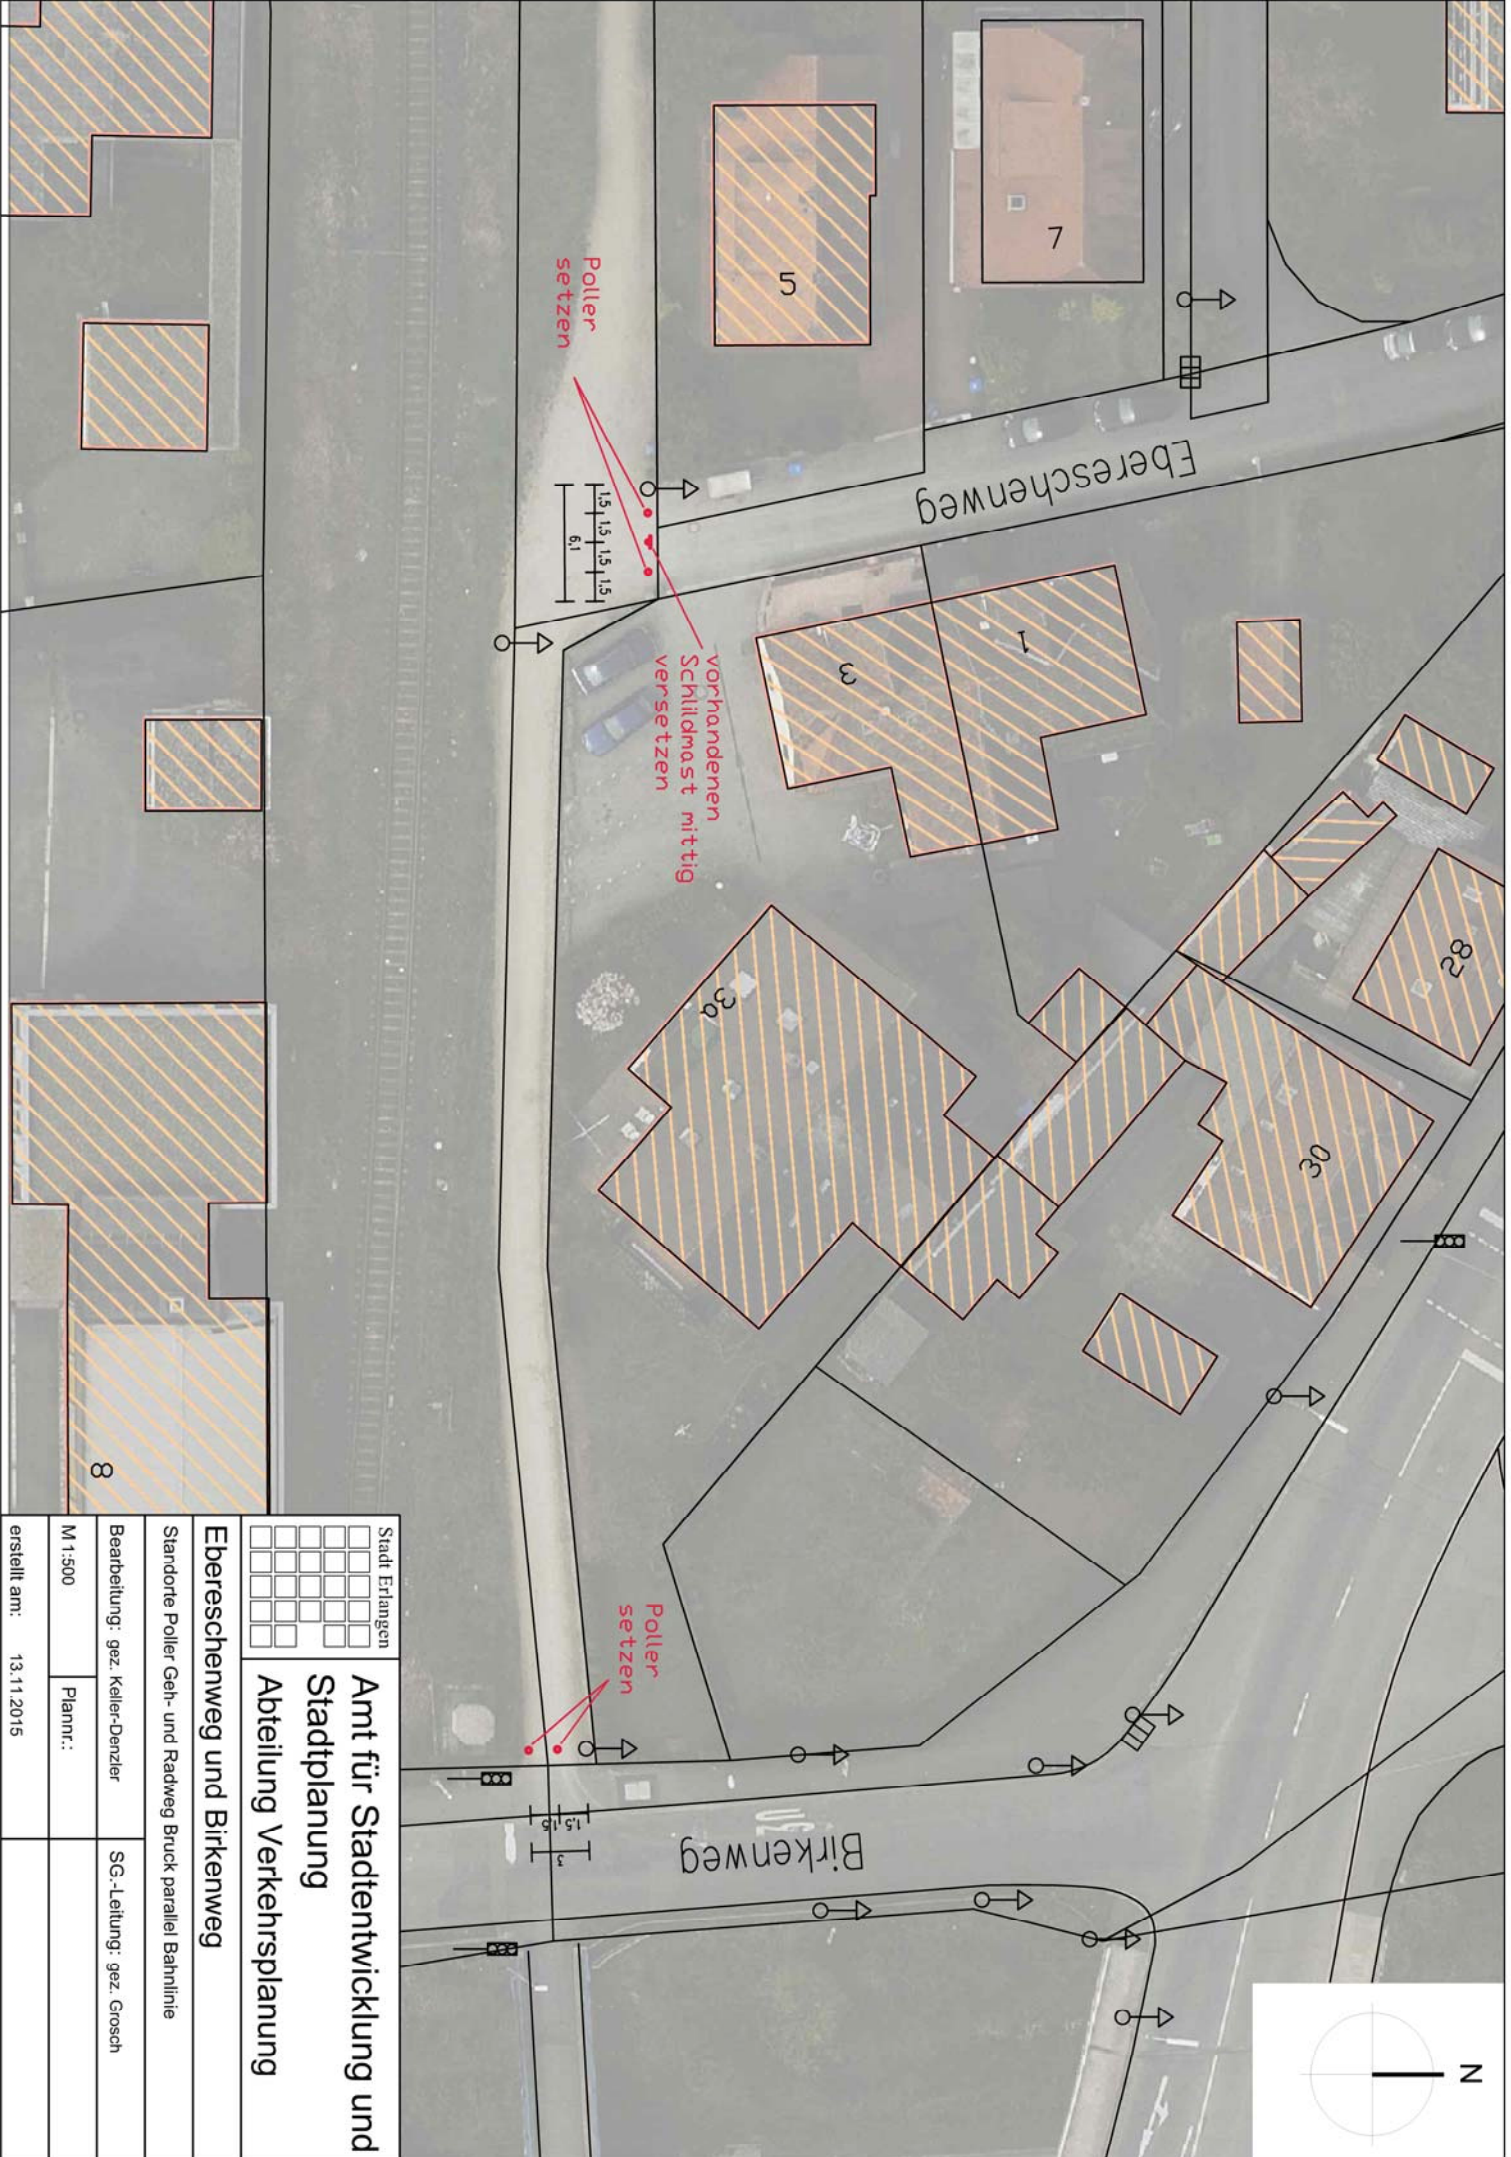 N
7
5
Ebereschenweg
Poller
setzen
1,5
1,5
1,5
1,5
6,1
1
3
vorhandenen
Schlildmast mittig
versetzen
28
3a
30
8
Poller
setzen
Birkenweg
1,5
1,5
3
Stadt Erlangen
Amt für Stadtentwicklung und
Stadtplanung
Abteilung Verkehrsplanung
Ebereschenweg und Birkenweg
Standorte Poller Geh- und Radweg Bruck parallel Bahnlinie
Bearbeitung: gez. Keller-Denzler
SG.-Leitung: gez. Grosch
M 1:500
Plannr.:
erstellt am: 13.11.2015